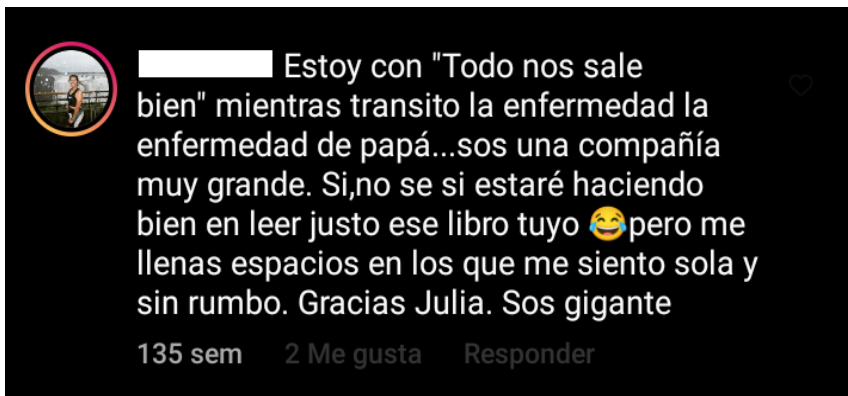 Estoy con "Todo nos sale
bien" mientras transito la enfermedad la
enfermedad de papá...sos una compañía
muy grande. Si,no se si estaré haciendo
bien en leer justo ese libro tuyo 😂pero me
llenas espacios en los que me siento sola y
sin rumbo. Gracias Julia. Sos gigante
135 sem 2 Me gusta Responder